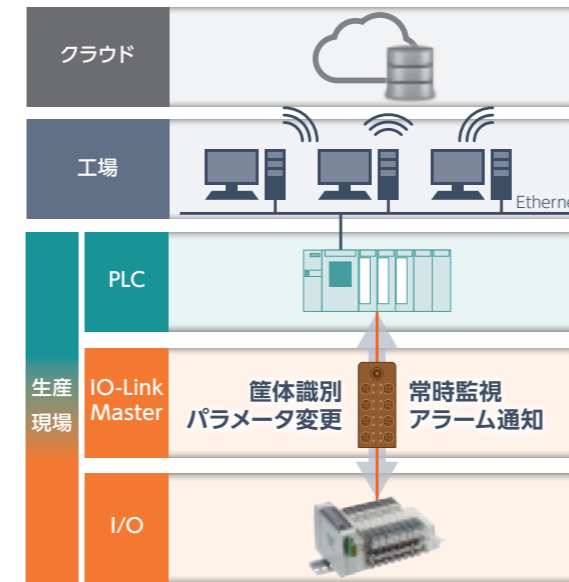 クラウド
工場
Etherne
PLC
生産
現場
IO-Link
Master
筐体識別
パラメータ変更
常時監視
アラーム通知
I/O